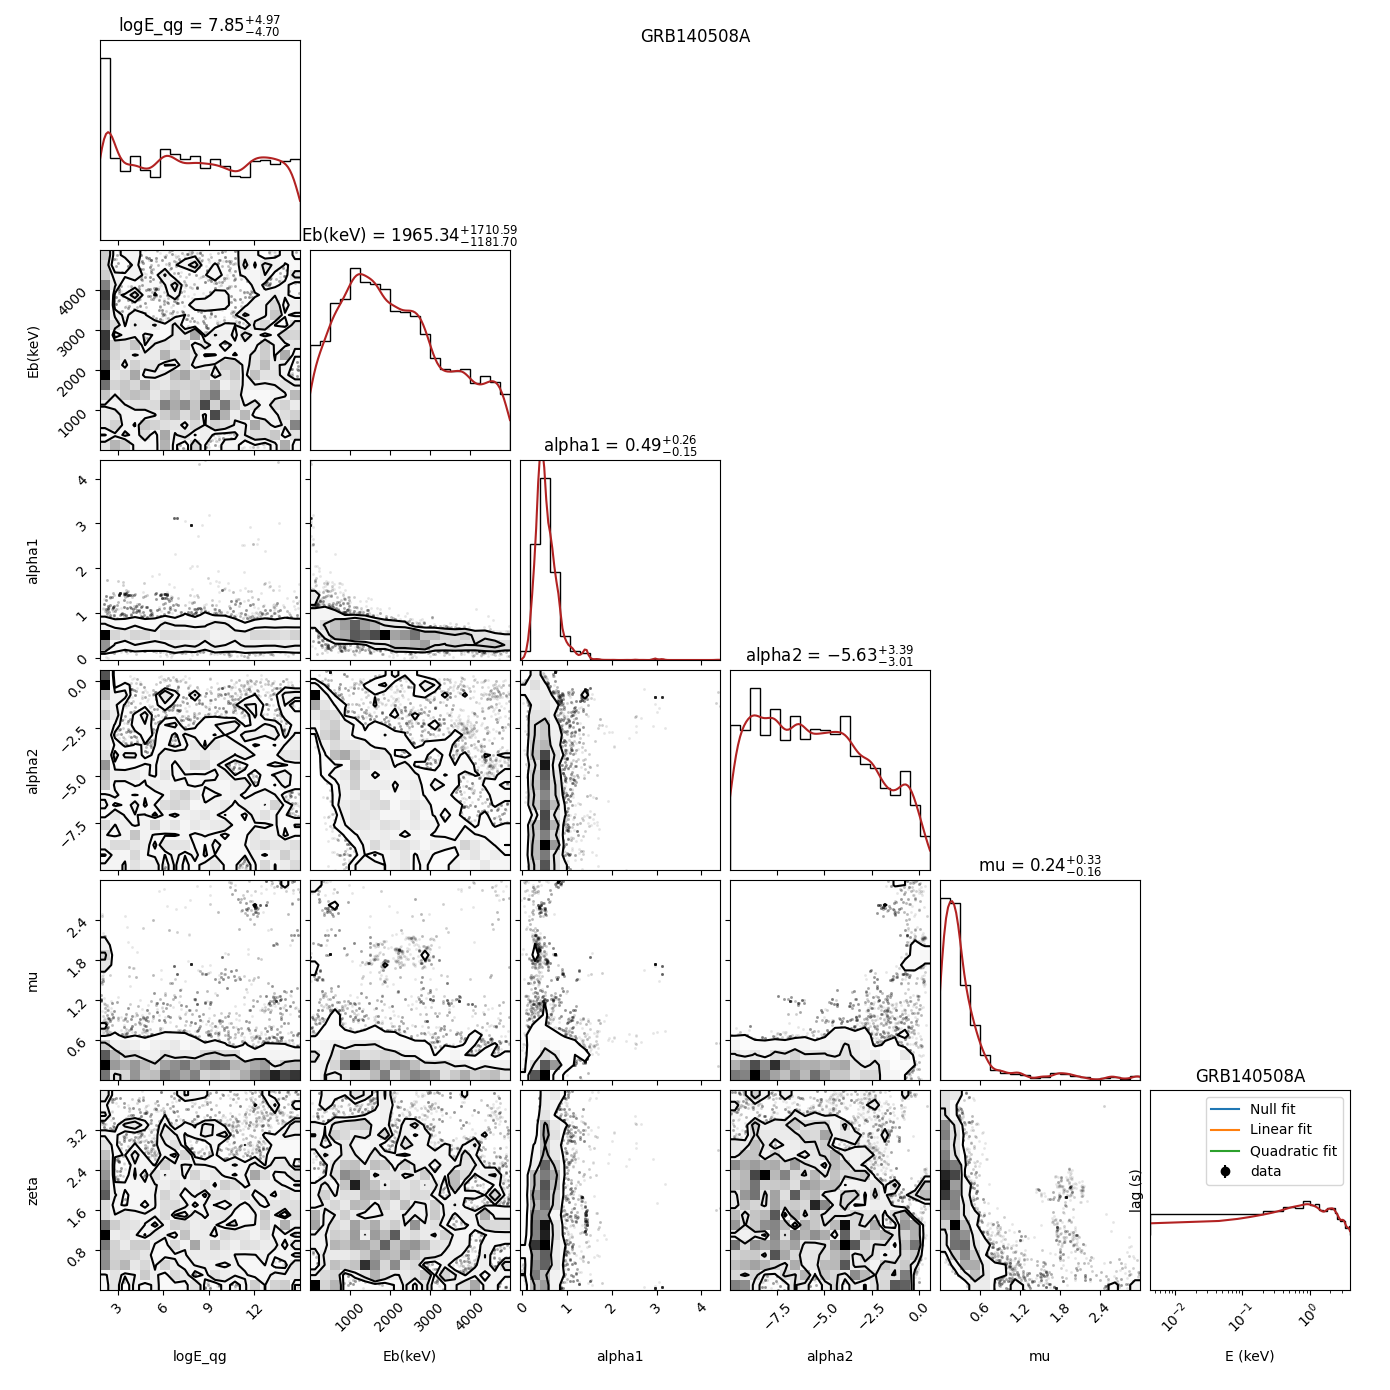 logE_qg = 7.85^{+4.97}_{-4.70}
GRB140508A
Eb(keV) = 1965.34^{+1710.59}_{-1181.70}
4000
3000
2000
1000
Eb(keV)
alpha1 = 0.49^{+0.26}_{-0.15}
4
3
2
1
0
alpha1
alpha2 = −5.63^{+3.39}_{-3.01}
0.0
−2.5
−5.0
−7.5
alpha2
mu = 0.24^{+0.33}_{-0.16}
2.4
1.8
1.2
0.6
mu
GRB140508A
Null fit
Linear fit
Quadratic fit
data
lag (s)
3.2
2.4
1.6
0.8
zeta
3 6 9 12
1000 2000 3000 4000
0 1 2 3 4
−7.5 −5.0 −2.5 0.0
0.6 1.2 1.8 2.4
10^{-2} 10^{-1} 10^{0}
logE_qg Eb(keV) alpha1 alpha2 mu E (keV)